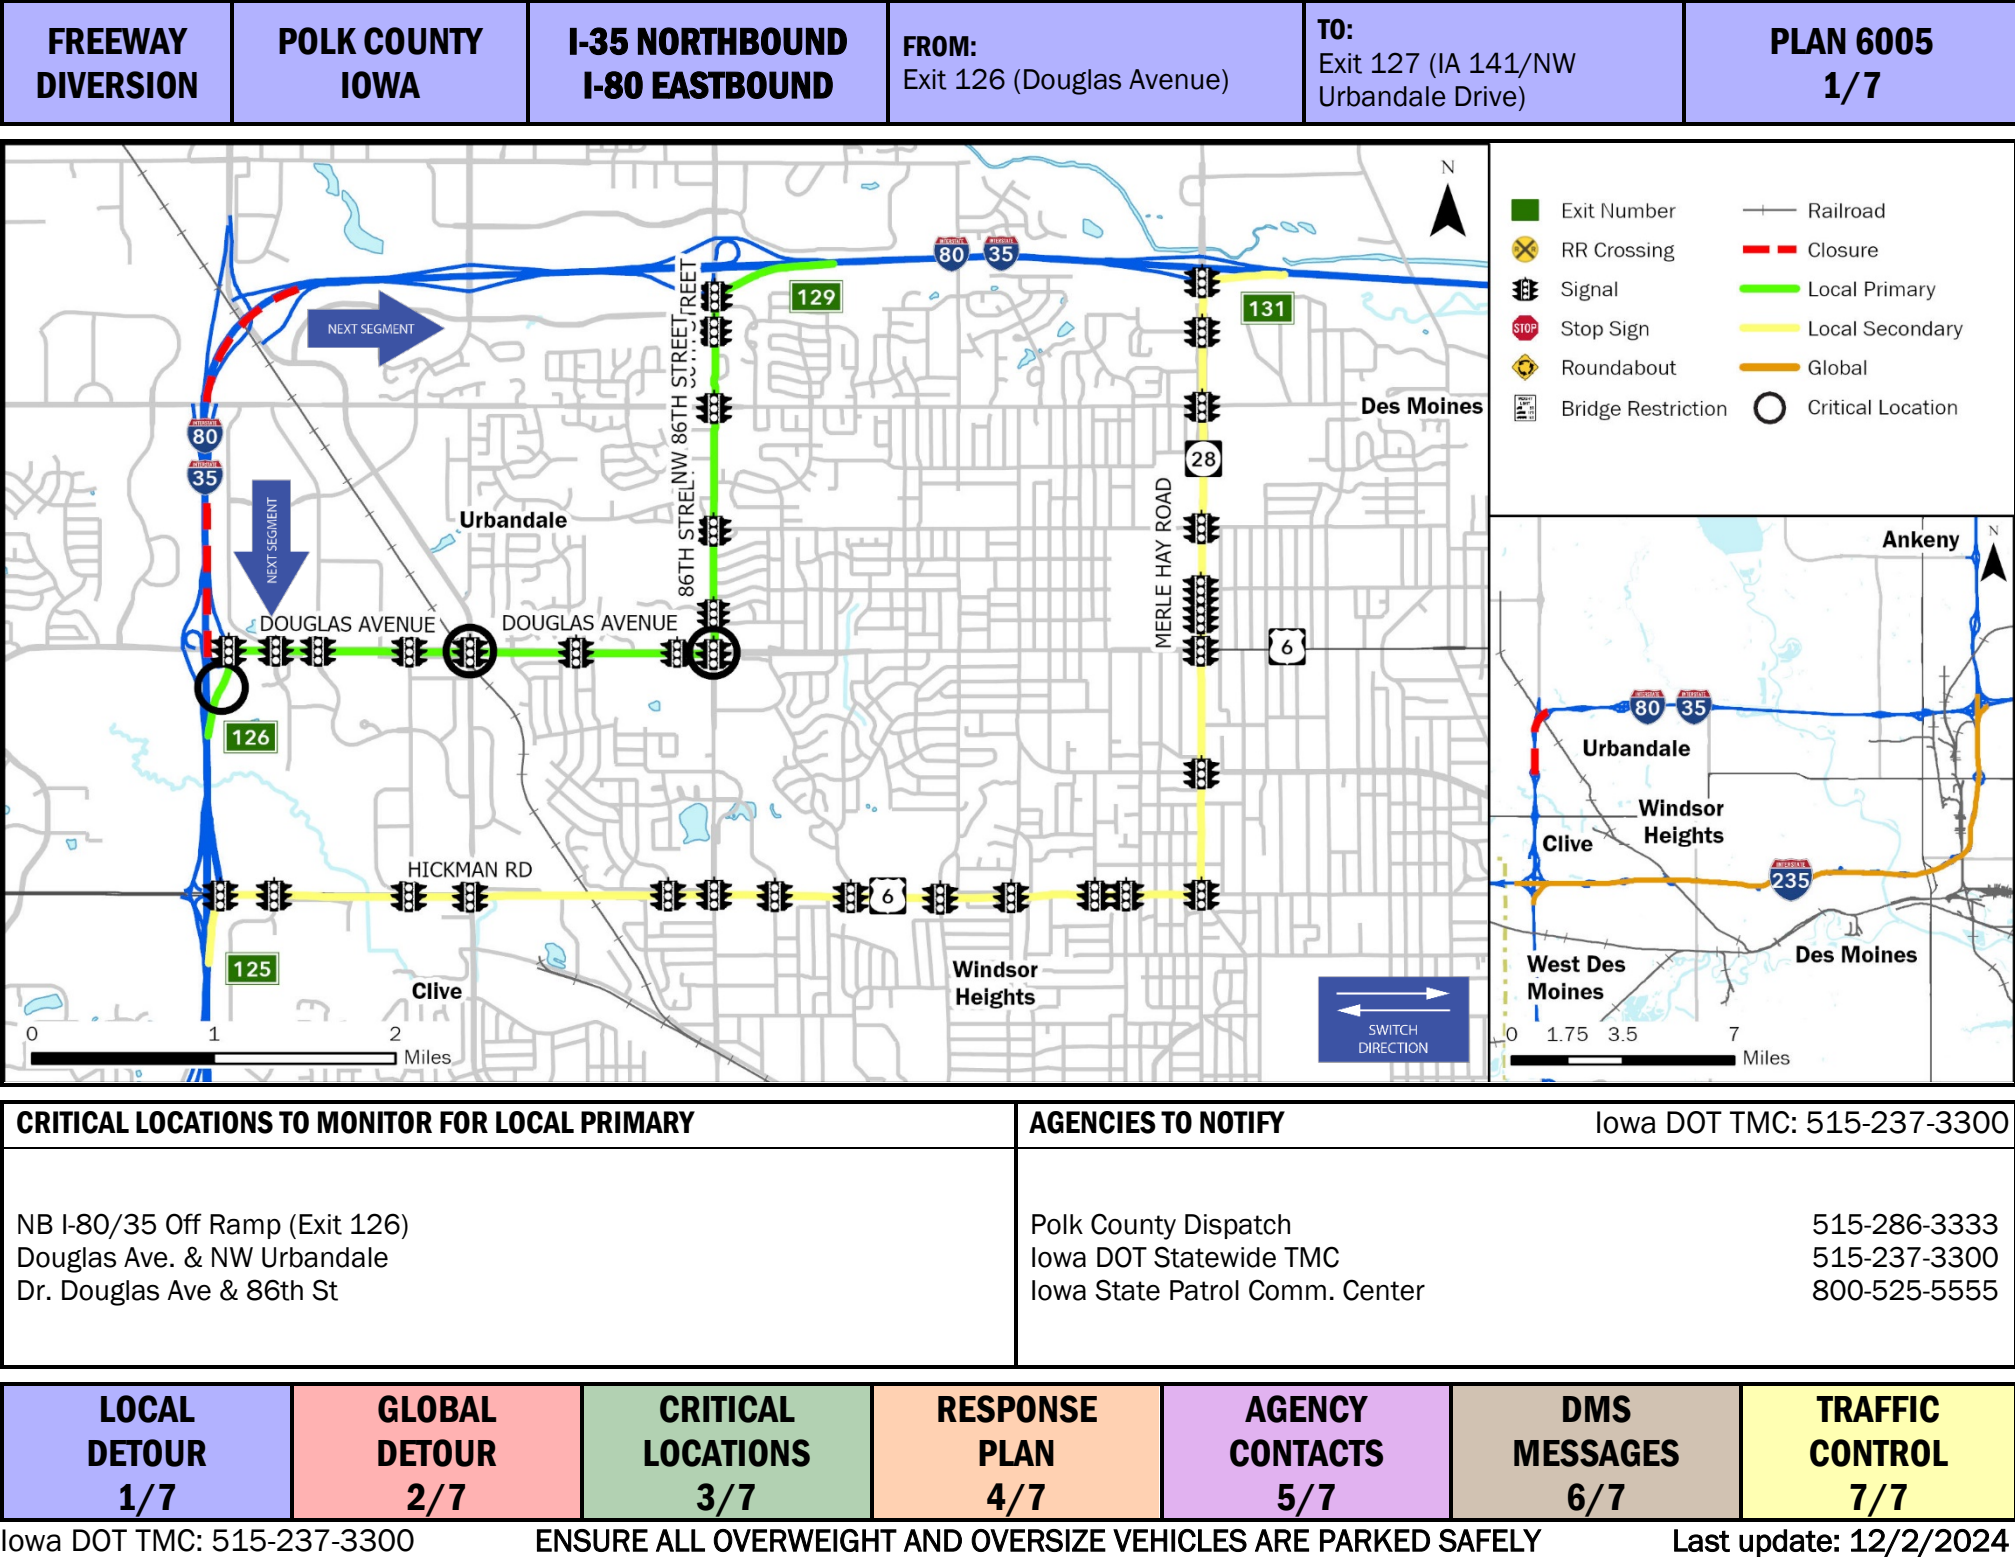 FREEWAY
DIVERSION
POLK COUNTY
IOWA
I-35 NORTHBOUND
I-80 EASTBOUND
FROM:
Exit 126 (Douglas Avenue)
TO:
Exit 127 (IA 141/NW
Urbandale Drive)
PLAN 6005
1/7
N
80
35
129
131
NEXT SEGMENT
86TH STREET
NW 86TH STREET
Des Moines
80
35
28
NEXT SEGMENT
Urbandale
MERLE HAY ROAD
DOUGLAS AVENUE
DOUGLAS AVENUE
6
126
HICKMAN RD
6
125
Clive
Windsor
Heights
0 1 2
Miles
SWITCH
DIRECTION
Exit Number
RR Crossing
Signal
STOP
Stop Sign
Roundabout
Bridge Restriction
Railroad
Closure
Local Primary
Local Secondary
Global
Critical Location
Ankeny
N
80
35
Urbandale
Windsor
Heights
Clive
235
Des Moines
West Des
Moines
0 1.75 3.5 7
Miles
CRITICAL LOCATIONS TO MONITOR FOR LOCAL PRIMARY
NB I-80/35 Off Ramp (Exit 126)
Douglas Ave. & NW Urbandale
Dr. Douglas Ave & 86th St
AGENCIES TO NOTIFY Iowa DOT TMC: 515-237-3300
Polk County Dispatch 515-286-3333
Iowa DOT Statewide TMC 515-237-3300
Iowa State Patrol Comm. Center 800-525-5555
LOCAL
DETOUR
1/7
GLOBAL
DETOUR
2/7
CRITICAL
LOCATIONS
3/7
RESPONSE
PLAN
4/7
AGENCY
CONTACTS
5/7
DMS
MESSAGES
6/7
TRAFFIC
CONTROL
7/7
Iowa DOT TMC: 515-237-3300 ENSURE ALL OVERWEIGHT AND OVERSIZE VEHICLES ARE PARKED SAFELY Last update: 12/2/2024